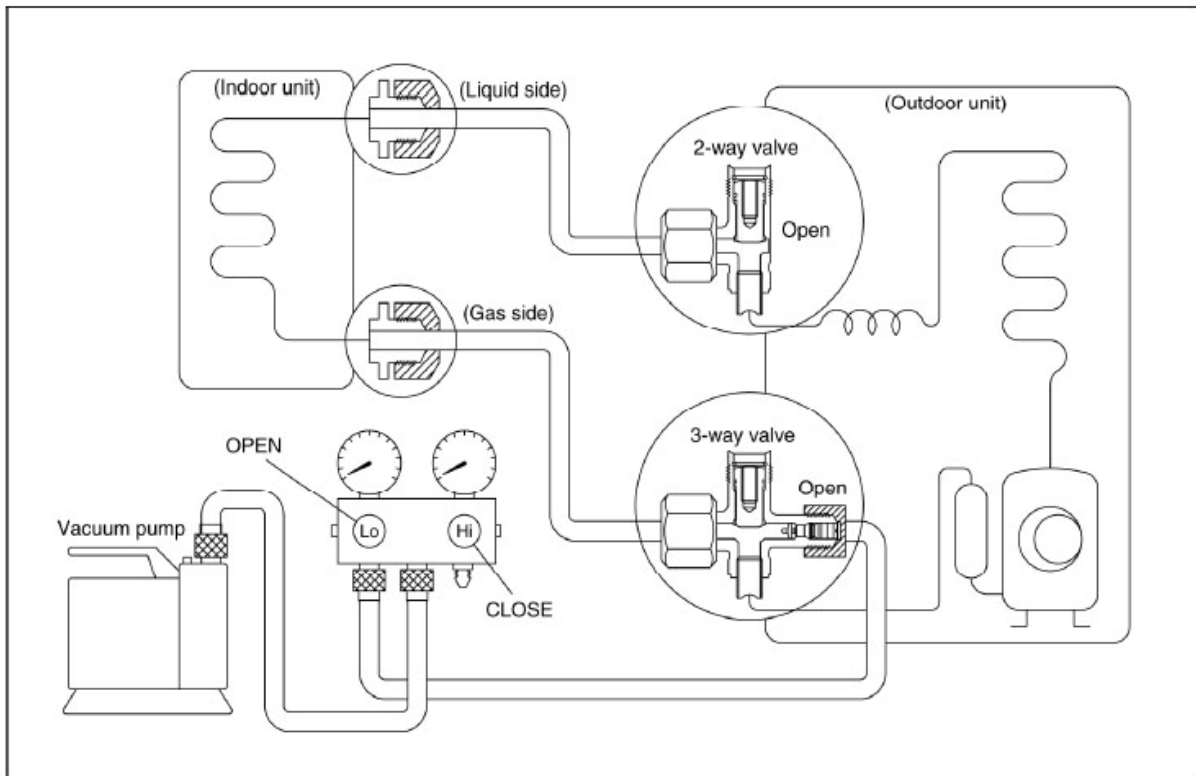 (Indoor unit)
(Liquid side)
(Outdoor unit)
2-way valve
Open
(Gas side)
3-way valve
OPEN
Open
Vacuum pump
Lo
Hi
CLOSE